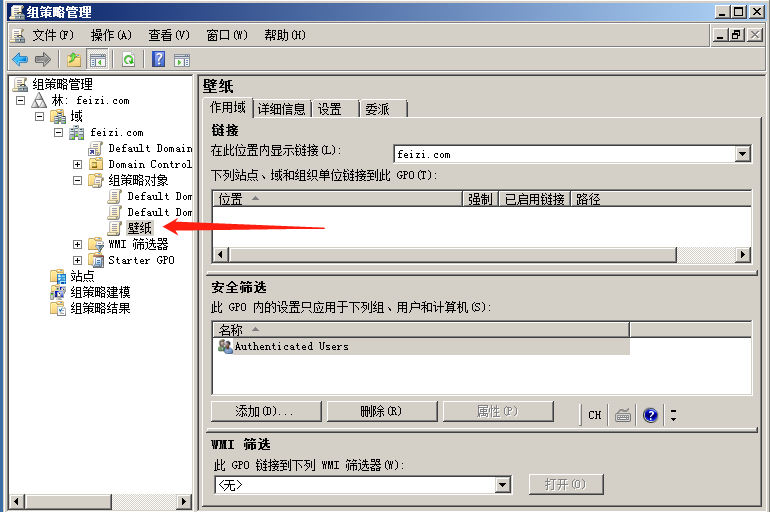 组策略管理
文件(F) 操作(A) 查看(V) 窗口(W) 帮助(H)
组策略管理
林: feizi.com
域
feizi.com
Default Domain
Domain Control
组策略对象
Default Dom
Default Dom
壁纸
WMI 筛选器
Starter GPO
站点
组策略建模
组策略结果
壁纸
作用域 详细信息 设置 委派
链接
在此位置内显示链接(L):
feizi.com
下列站点、域和组织单位链接到此 GPO(T):
位置 强制 已启用链接 路径
安全筛选
此 GPO 内的设置只应用于下列组、用户和计算机(S):
名称
Authenticated Users
添加(D)... 删除(R) 属性(P)
CH
WMI 筛选
此 GPO 链接到下列 WMI 筛选器(W):
<无> 打开(O)